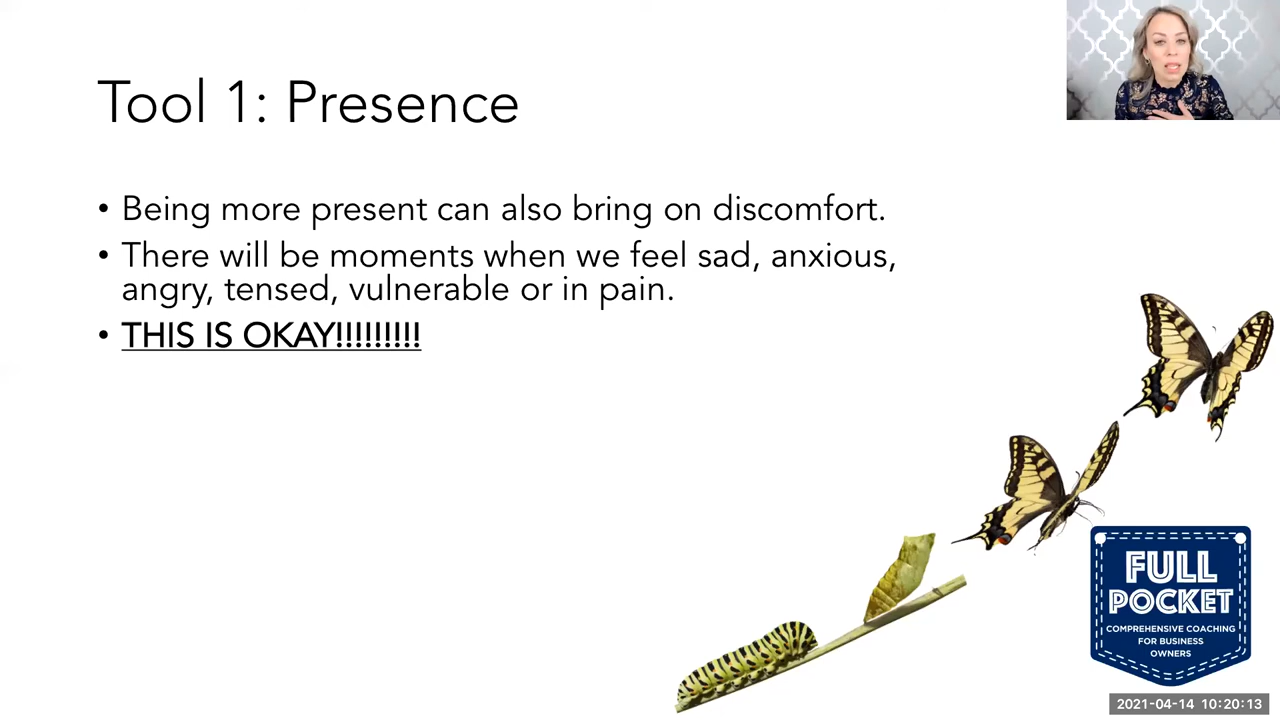 Tool 1: Presence
• Being more present can also bring on discomfort.
• There will be moments when we feel sad, anxious,
angry, tensed, vulnerable or in pain.
• THIS IS OKAY!!!!!!!!!
FULL
POCKET
COMPREHENSIVE COACHING
FOR BUSINESS
OWNERS
2021-04-14 10:20:13